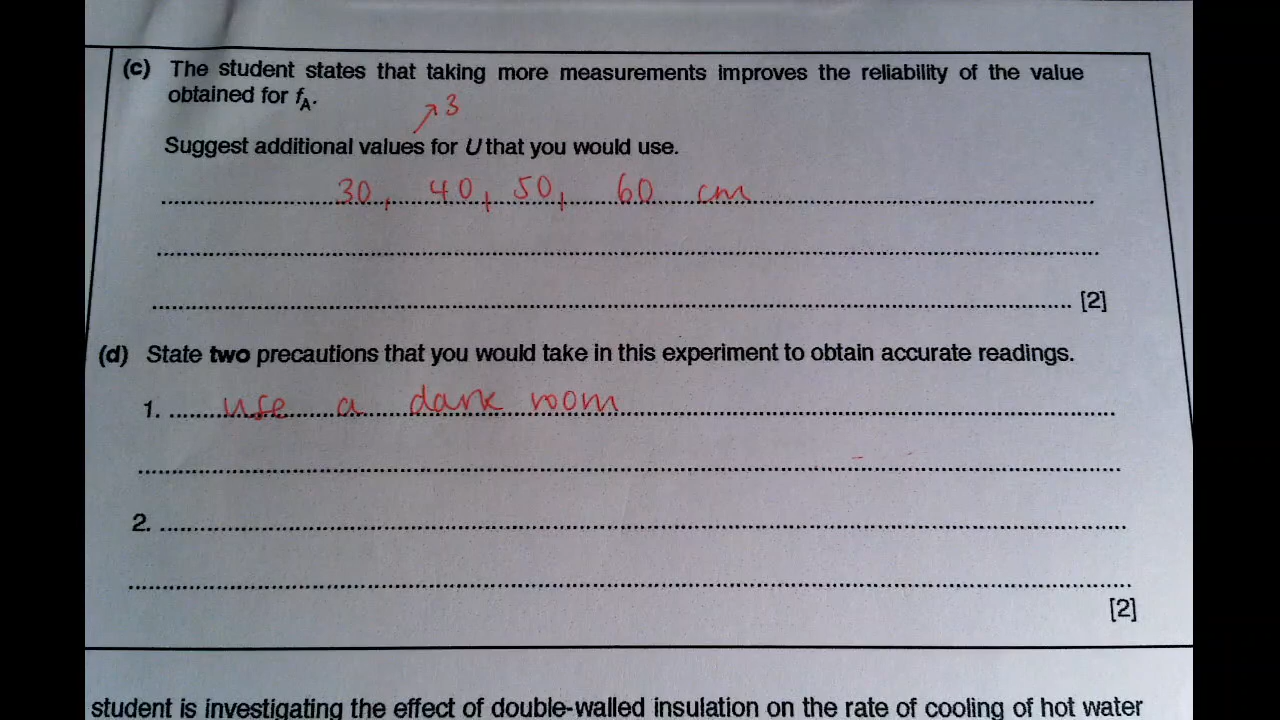 (c) The student states that taking more measurements improves the reliability of the value
obtained for fA.
↗ 3
Suggest additional values for U that you would use.
30, 40, 50, 60 cm
[2]
(d) State two precautions that you would take in this experiment to obtain accurate readings.
1. use a dark room
2.
[2]
student is investigating the effect of double-walled insulation on the rate of cooling of hot water